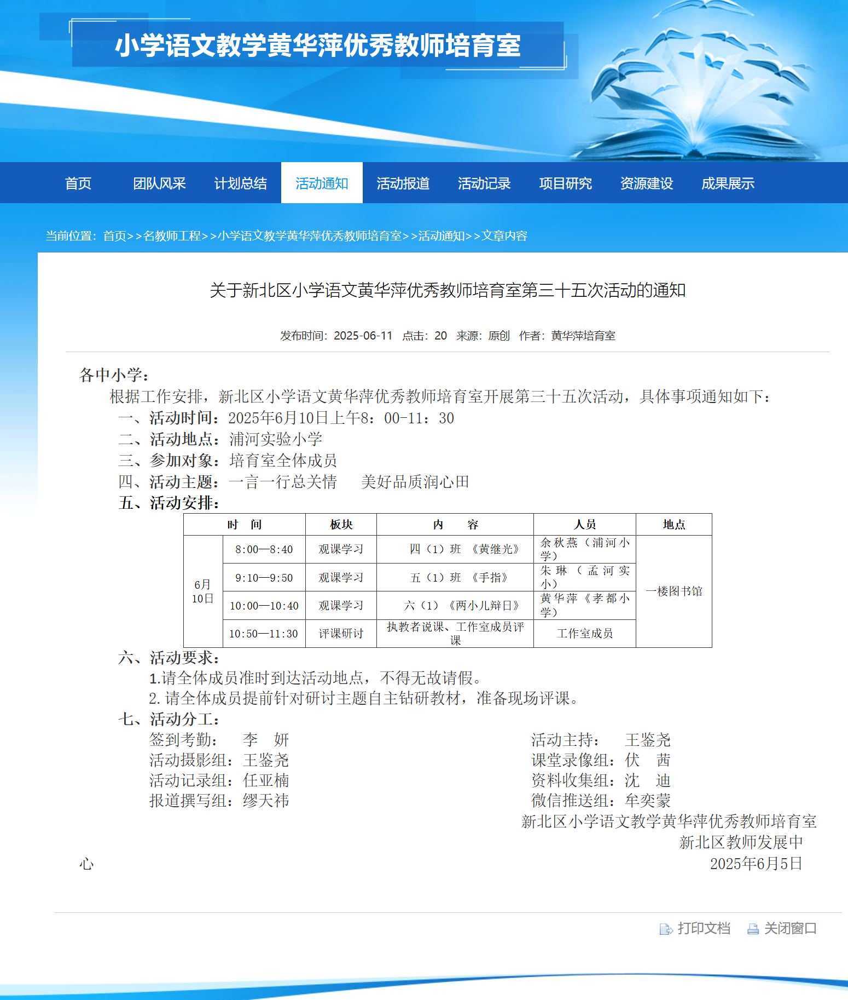 小学语文教学黄华萍优秀教师培育室
首页 团队风采 计划总结 活动通知 活动报道 活动记录 项目研究 资源建设 成果展示
当前位置：首页>>名教师工程>>小学语文教学黄华萍优秀教师培育室>>活动通知>>文章内容
关于新北区小学语文黄华萍优秀教师培育室第三十五次活动的通知
发布时间：2025-06-11 点击：20 来源：原创 作者：黄华萍培育室
各中小学：
根据工作安排，新北区小学语文黄华萍优秀教师培育室开展第三十五次活动，具体事项通知如下：
一、活动时间：2025年6月10日上午8：00-11：30
二、活动地点：浦河实验小学
三、参加对象：培育室全体成员
四、活动主题：一言一行总关情 美好品质润心田
五、活动安排：
时 间 板块 内 容 人员 地点
6月
10日
8:00—8:40 观课学习 四（1）班 《黄继光》 余秋燕（浦河小
学）
9:10—9:50 观课学习 五（1）班 《手指》 朱琳（孟河实
小）
10:00—10:40 观课学习 六（1）《两小儿辩日》 黄华萍《孝都小
学）
10:50—11:30 评课研讨 执教者说课、工作室成员评
课 工作室成员
一楼图书馆
六、活动要求：
1.请全体成员准时到达活动地点，不得无故请假。
2. 请全体成员提前针对研讨主题自主钻研教材，准备现场评课。
七、活动分工：
签到考勤： 李 妍 活动主持： 王鉴尧
活动摄影组：王鉴尧 课堂录像组：伏 茜
活动记录组：任亚楠 资料收集组：沈 迪
报道撰写组：缪天祎 微信推送组：牟奕蒙
新北区小学语文教学黄华萍优秀教师培育室
新北区教师发展中
心 2025年6月5日
打印文档 关闭窗口